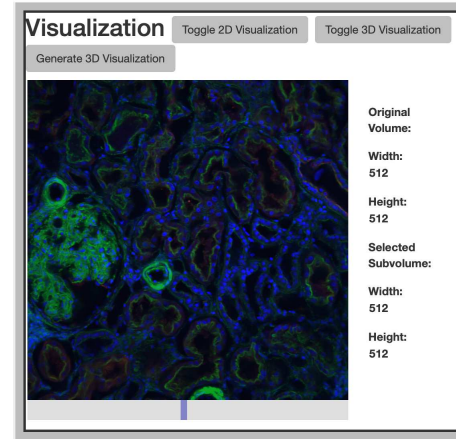 Visualization Toggle 2D Visualization Toggle 3D Visualization
Generate 3D Visualization
Original
Volume:
Width:
512
Height:
512
Selected
Subvolume:
Width:
512
Height:
512